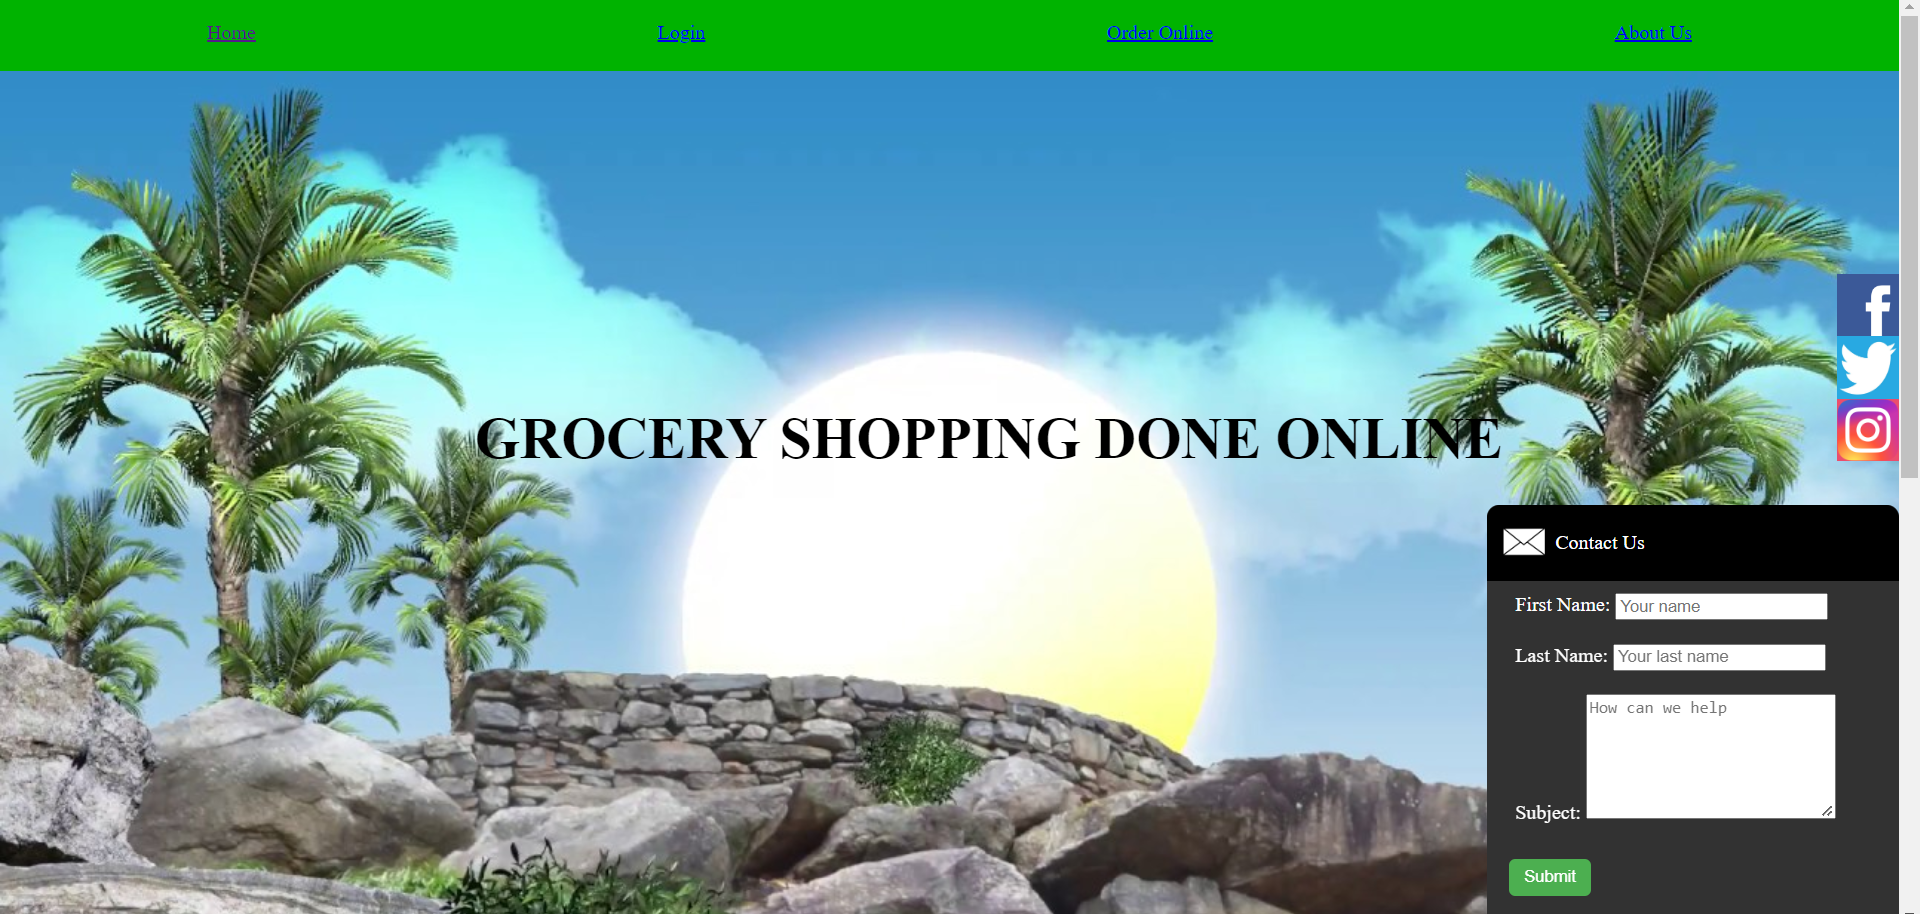 Home Login Order Online About Us
GROCERY SHOPPING DONE ONLINE
Contact Us
First Name: Your name
Last Name: Your last name
How can we help
Subject:
Submit